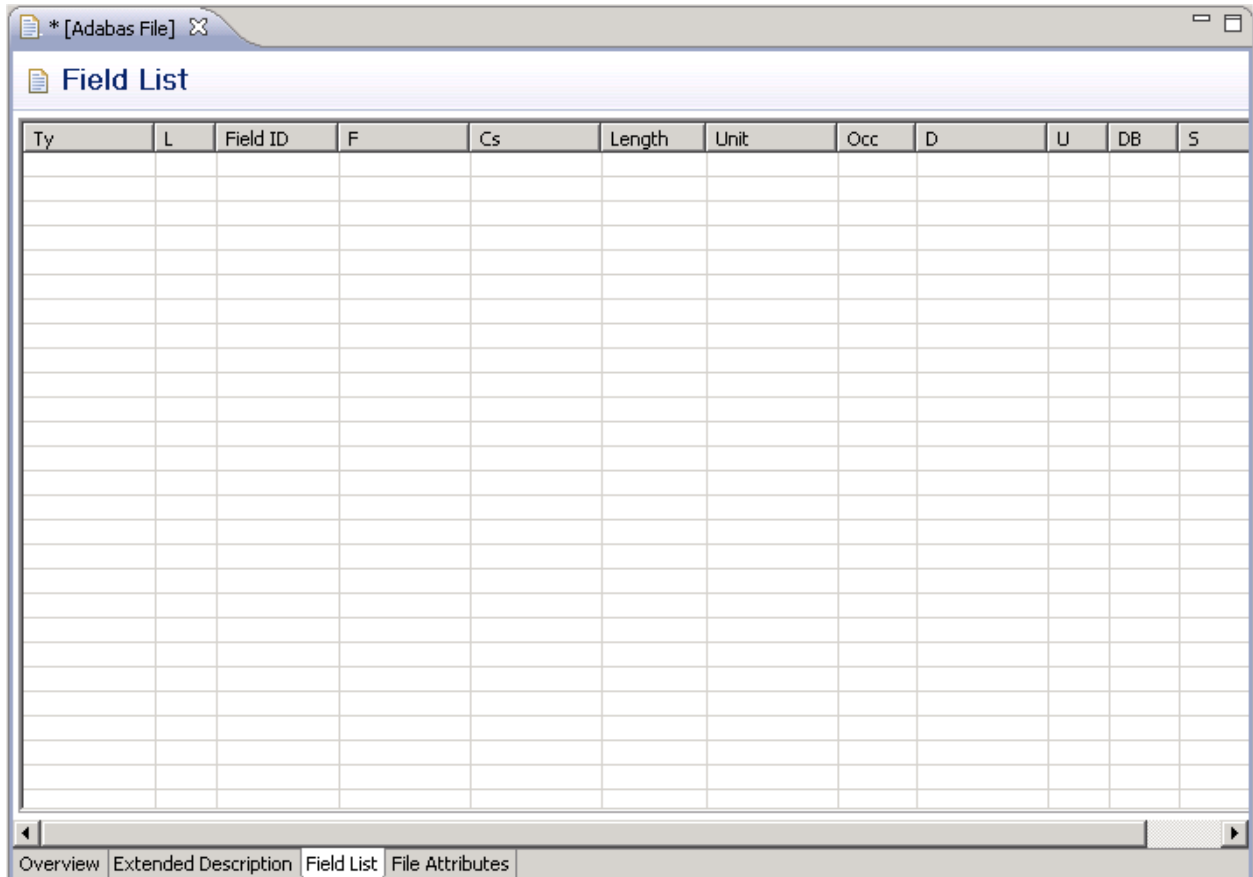 * [Adabas File]
Field List
Ty L Field ID F Cs Length Unit Occ D U DB S
Overview Extended Description Field List File Attributes